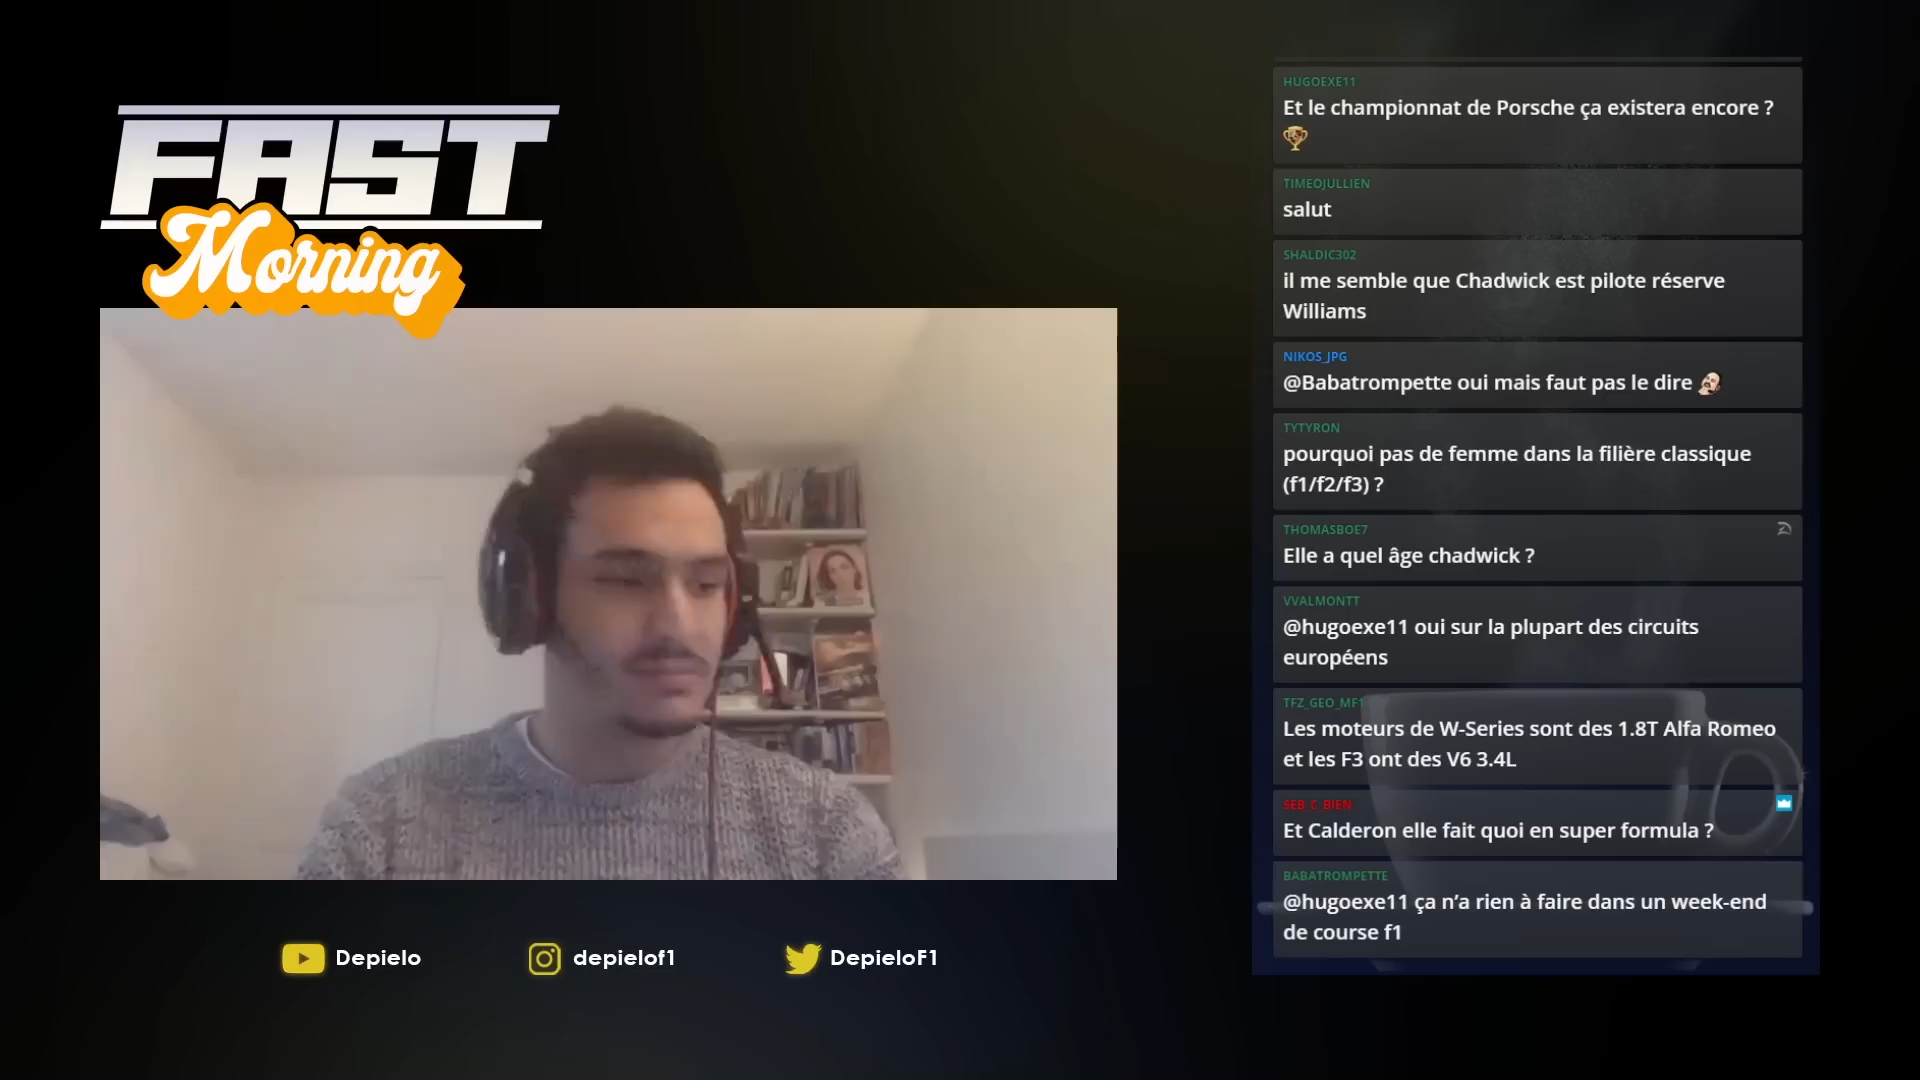 FAST
Morning
Depielo
depielof1
DepieloF1
HUGOEXE11
Et le championnat de Porsche ça existera encore ?
TIMEOJULLIEN
salut
SHALDIC302
il me semble que Chadwick est pilote réserve
Williams
NIKOS_JPG
@Babatrompette oui mais faut pas le dire
TYTYRON
pourquoi pas de femme dans la filière classique
(f1/f2/f3) ?
THOMASBOE7
Elle a quel âge chadwick ?
VVALMONTT
@hugoexe11 oui sur la plupart des circuits
européens
TFZ_GEO_MF1
Les moteurs de W-Series sont des 1.8T Alfa Romeo
et les F3 ont des V6 3.4L
SEB_C_BIEN
Et Calderon elle fait quoi en super formula ?
BABATROMPETTE
@hugoexe11 ça n’a rien à faire dans un week-end
de course f1